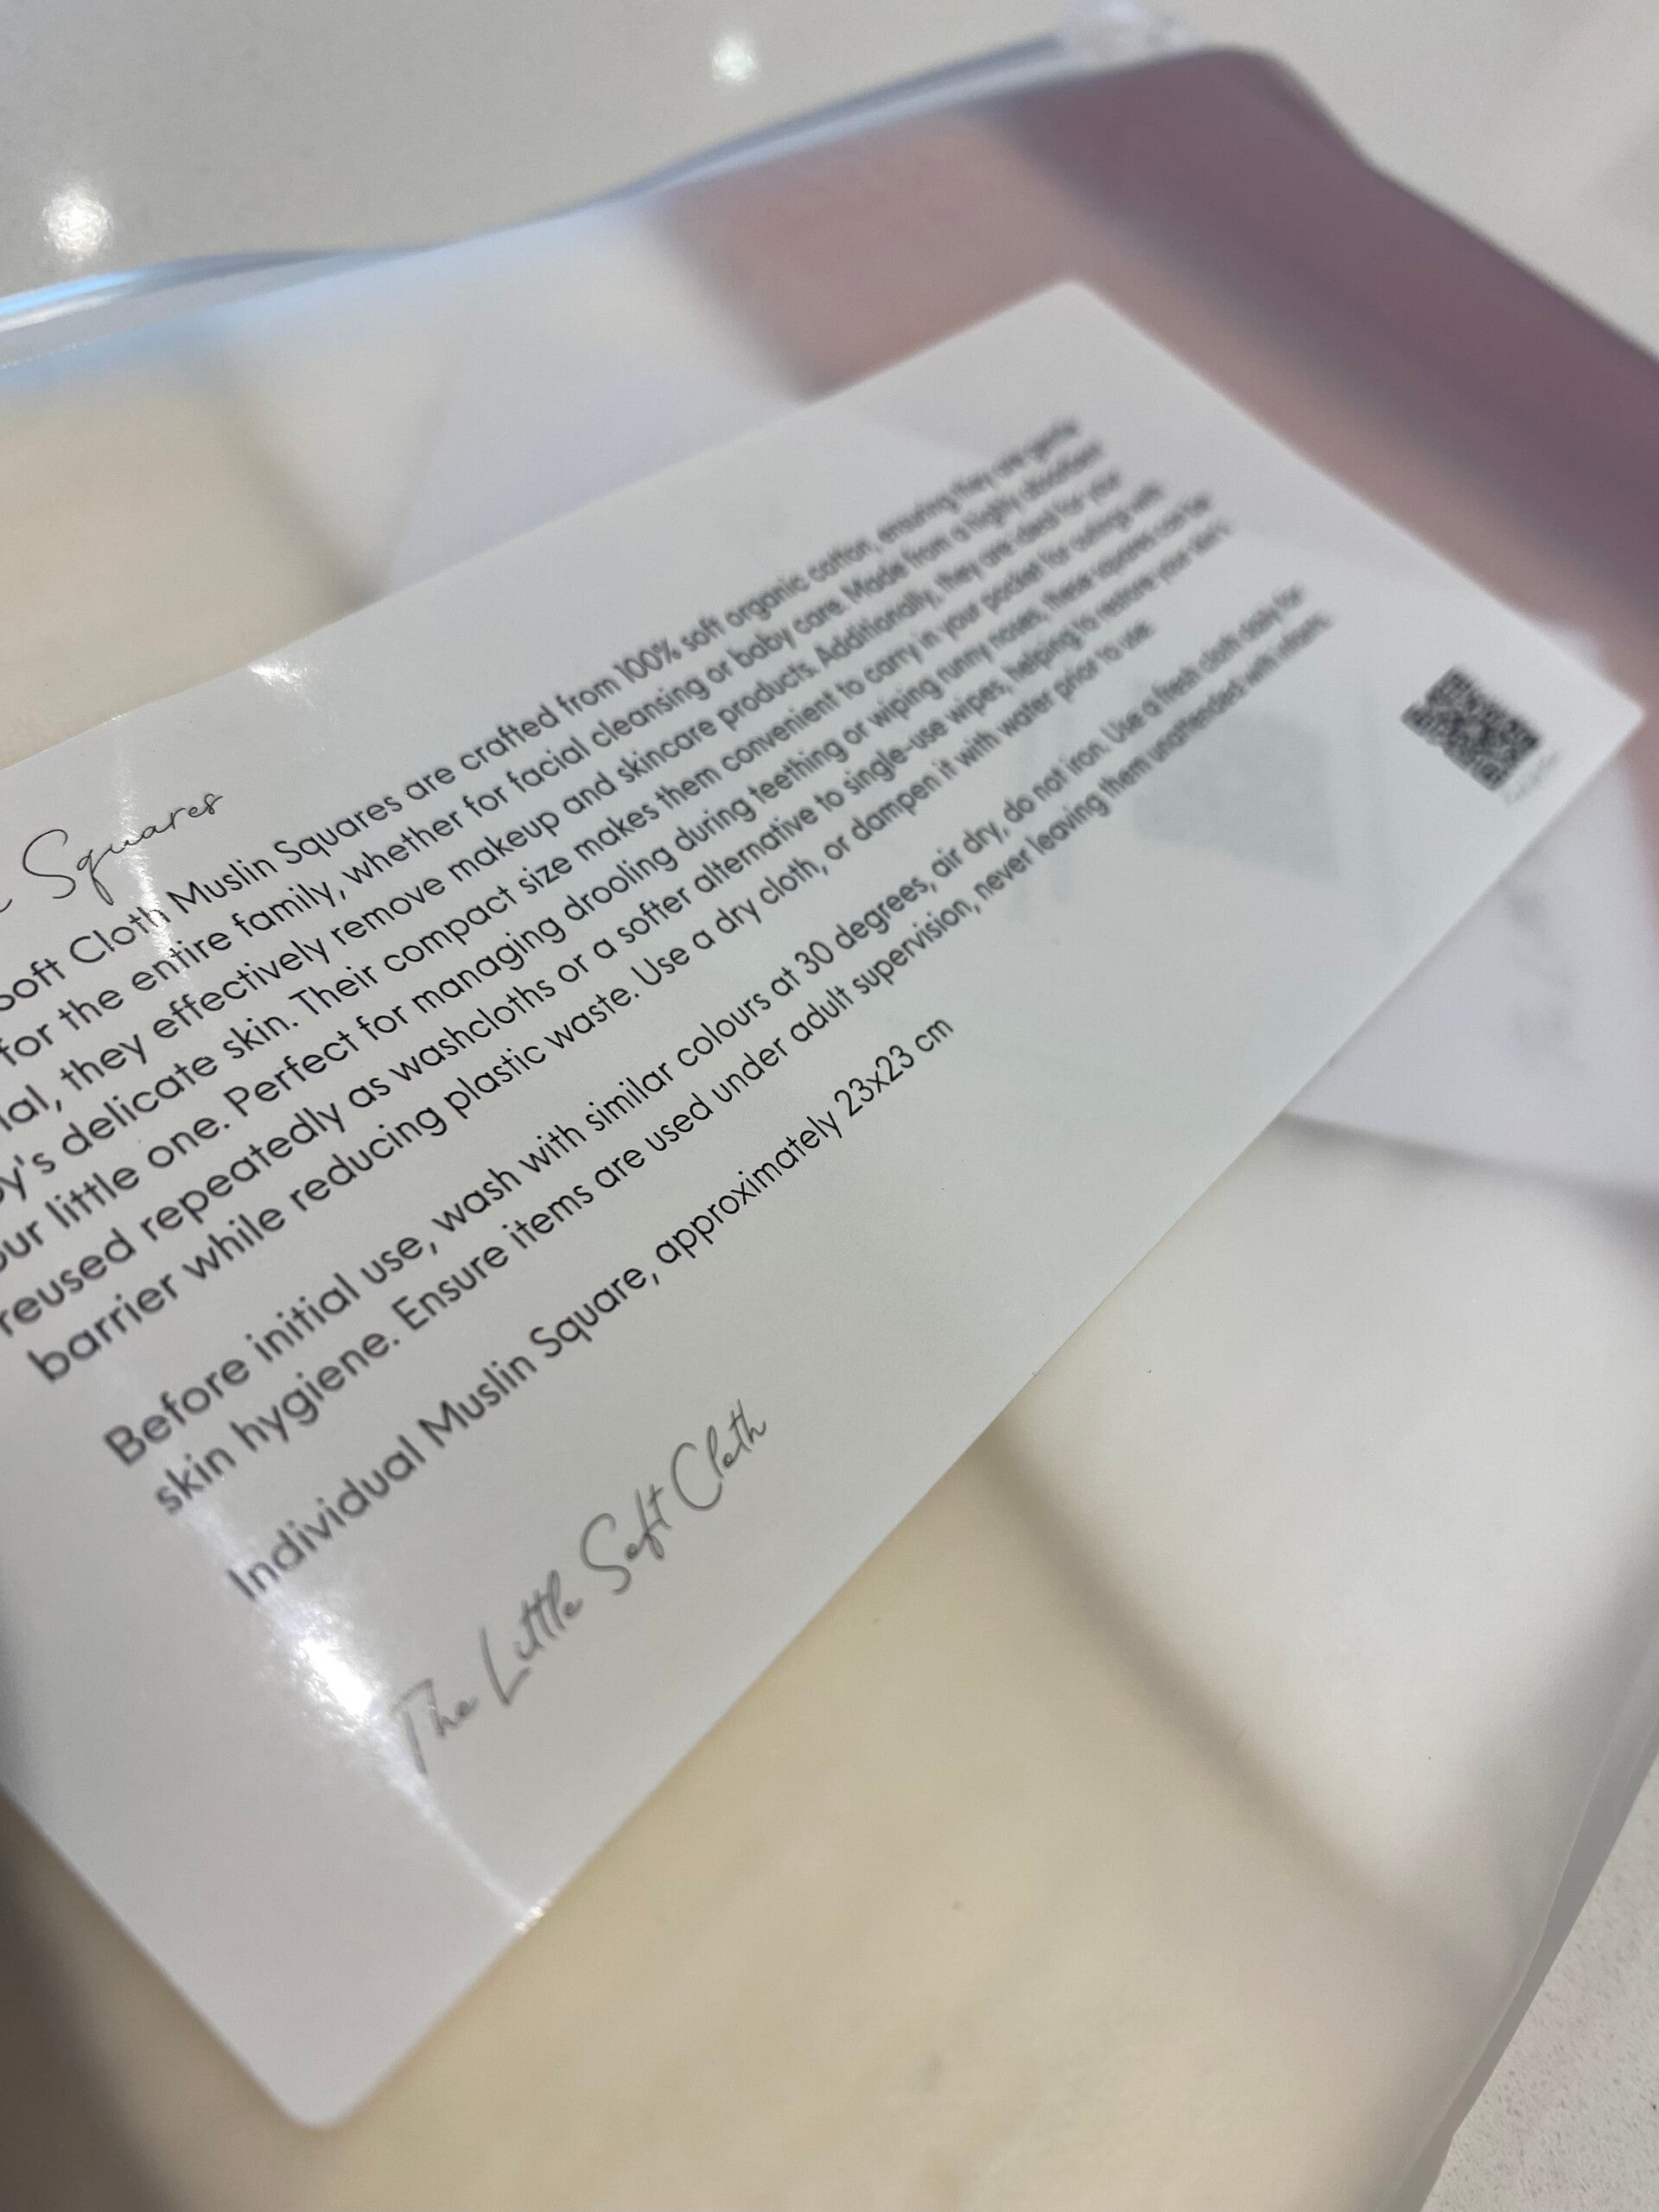 Squares
Soft Cloth Muslin Squares are crafted from 100% soft organic cotton, ensuring they are gentle
for the entire family, whether for facial cleansing or baby care. Made from a highly absorbent
they effectively remove makeup and skincare products. Additionally, they are ideal for your
delicate skin. Their compact size makes them convenient to carry in your pocket for outings with
little one. Perfect for managing drooling during teething or wiping runny noses, these squares can be
reused repeatedly as washcloths or a softer alternative to single-use wipes, helping to restore your skin's
barrier while reducing plastic waste. Use a dry cloth, or dampen it with water prior to use.
Before initial use, wash with similar colours at 30 degrees, air dry, do not iron. Use a fresh cloth daily for
skin hygiene. Ensure items are used under adult supervision, never leaving them unattended with infants.
Individual Muslin Square, approximately 23x23 cm
The Little Soft Cloth